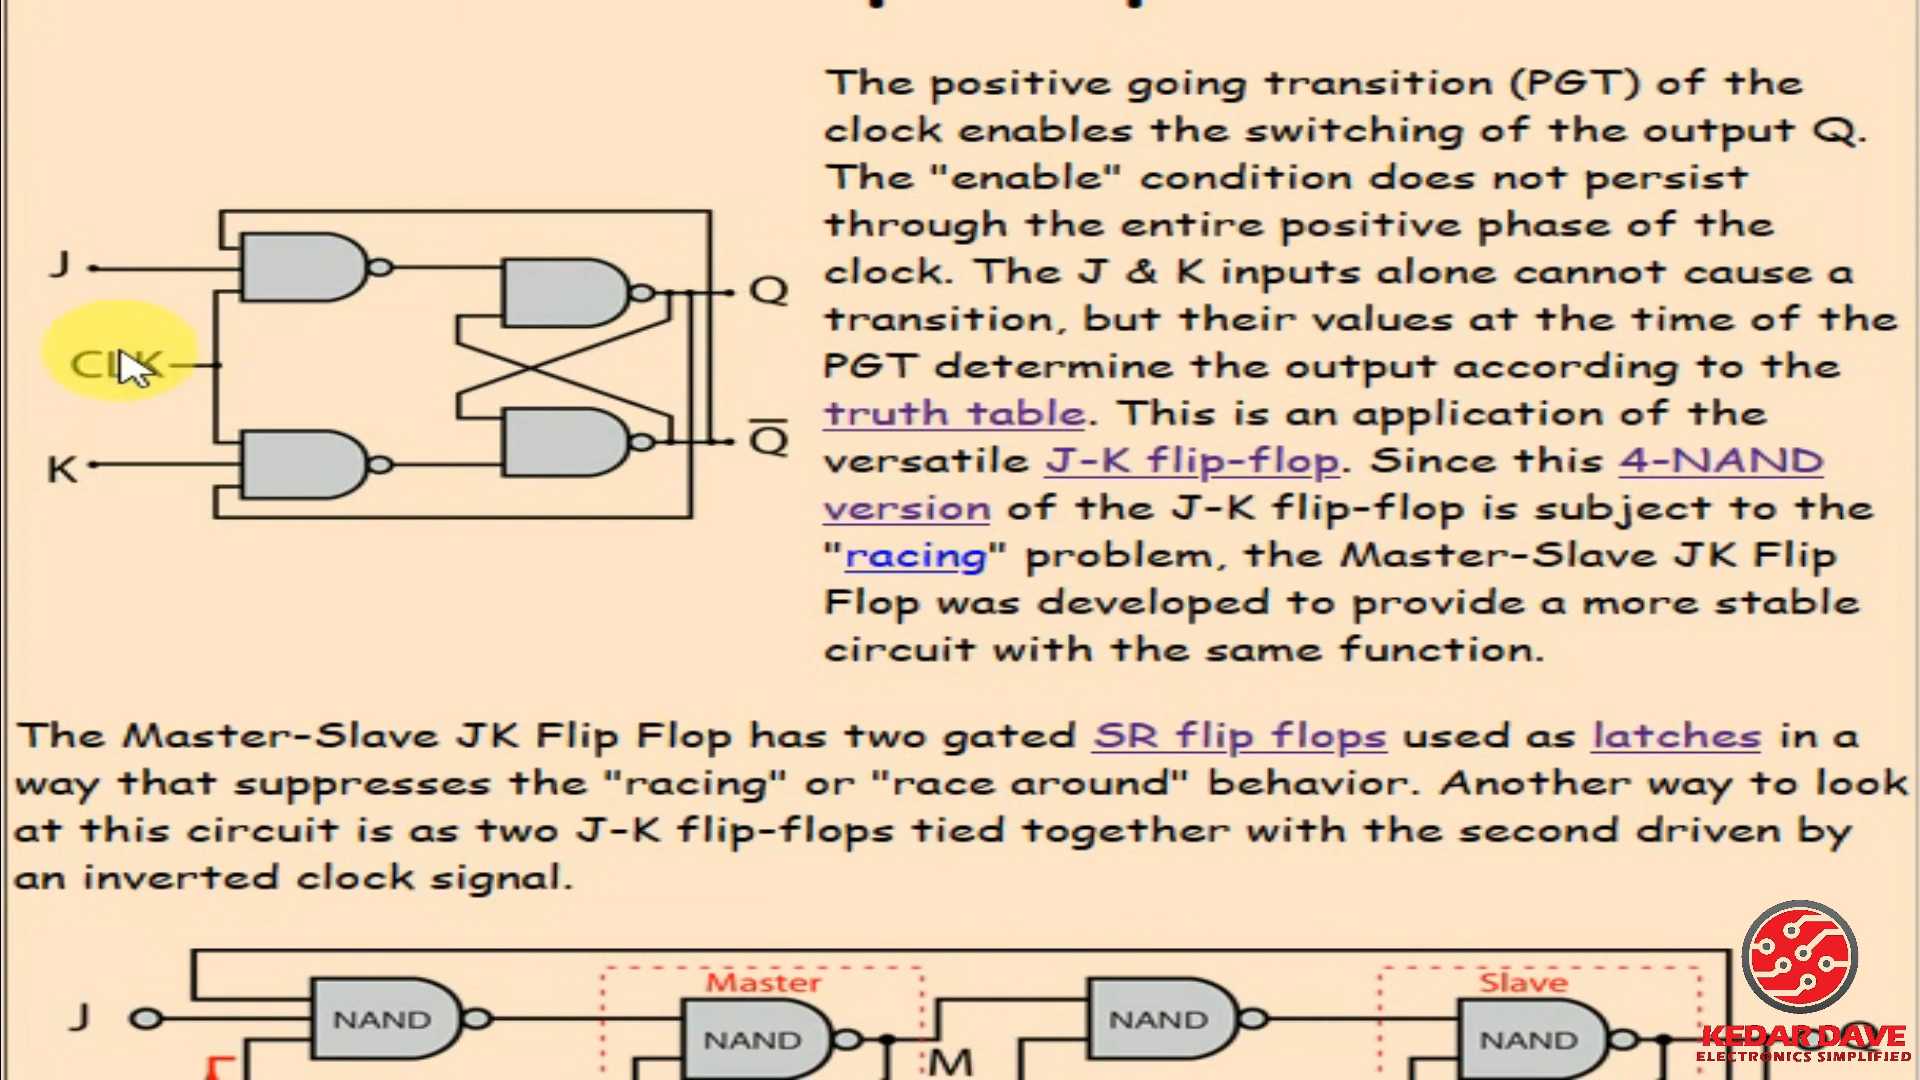 The positive going transition (PGT) of the
clock enables the switching of the output Q.
The "enable" condition does not persist
through the entire positive phase of the
clock. The J & K inputs alone cannot cause a
transition, but their values at the time of the
PGT determine the output according to the
truth table. This is an application of the
versatile J-K flip-flop. Since this 4-NAND
version of the J-K flip-flop is subject to the
"racing" problem, the Master-Slave JK Flip
Flop was developed to provide a more stable
circuit with the same function.
J
Q
CLK
Q̅
K
The Master-Slave JK Flip Flop has two gated SR flip flops used as latches in a
way that suppresses the "racing" or "race around" behavior. Another way to look
at this circuit is as two J-K flip-flops tied together with the second driven by
an inverted clock signal.
Master
Slave
J
NAND
NAND
NAND
NAND
M
Q
KEDAR DAVE
ELECTRONICS SIMPLIFIED